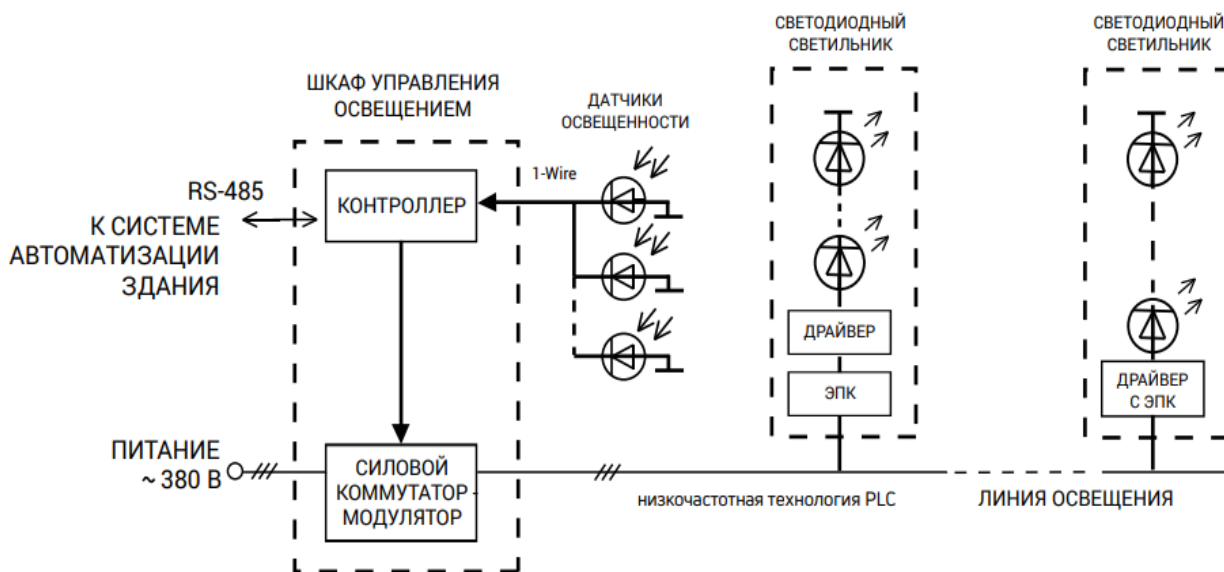 СВЕТОДИОДНЫЙ
СВЕТИЛЬНИК
СВЕТОДИОДНЫЙ
СВЕТИЛЬНИК
ШКАФ УПРАВЛЕНИЯ
ОСВЕЩЕНИЕМ
ДАТЧИКИ
ОСВЕЩЕННОСТИ
1-Wire
RS-485
КОНТРОЛЛЕР
К СИСТЕМЕ
АВТОМАТИЗАЦИИ
ЗДАНИЯ
ДРАЙВЕР
ЭПК
ДРАЙВЕР
С ЭПК
ПИТАНИЕ
~ 380 В
СИЛОВОЙ
КОММУТАТОР -
МОДУЛЯТОР
низкочастотная технология PLC
ЛИНИЯ ОСВЕЩЕНИЯ